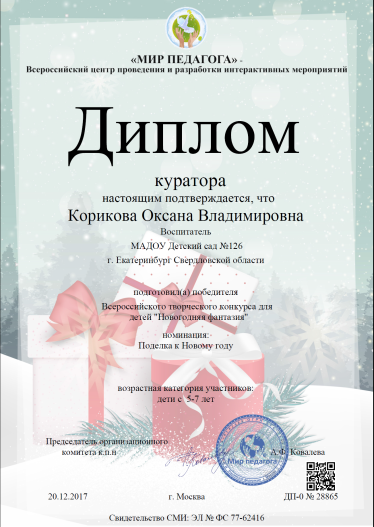 «МИР ПЕДАГОГА» -
Всероссийский центр проведения и разработки интерактивных мероприятий
Диплом
куратора
настоящим подтверждается, что
Корикова Оксана Владимировна
Воспитатель
МАДОУ Детский сад №126
г. Екатеринбург Свердловской области
подготовил(а) победителя
Всероссийского творческого конкурса для
детей "Новогодняя фантазия"
номинация:
Поделка к Новому году
возрастная категория участников:
дети с 5-7 лет
Председатель организационного
комитета к.п.н
А.Ф. Ковалева
Мир педагога
20.12.2017 г. Москва ДП-0 № 28865
Свидетельство СМИ: ЭЛ № ФС 77-62416